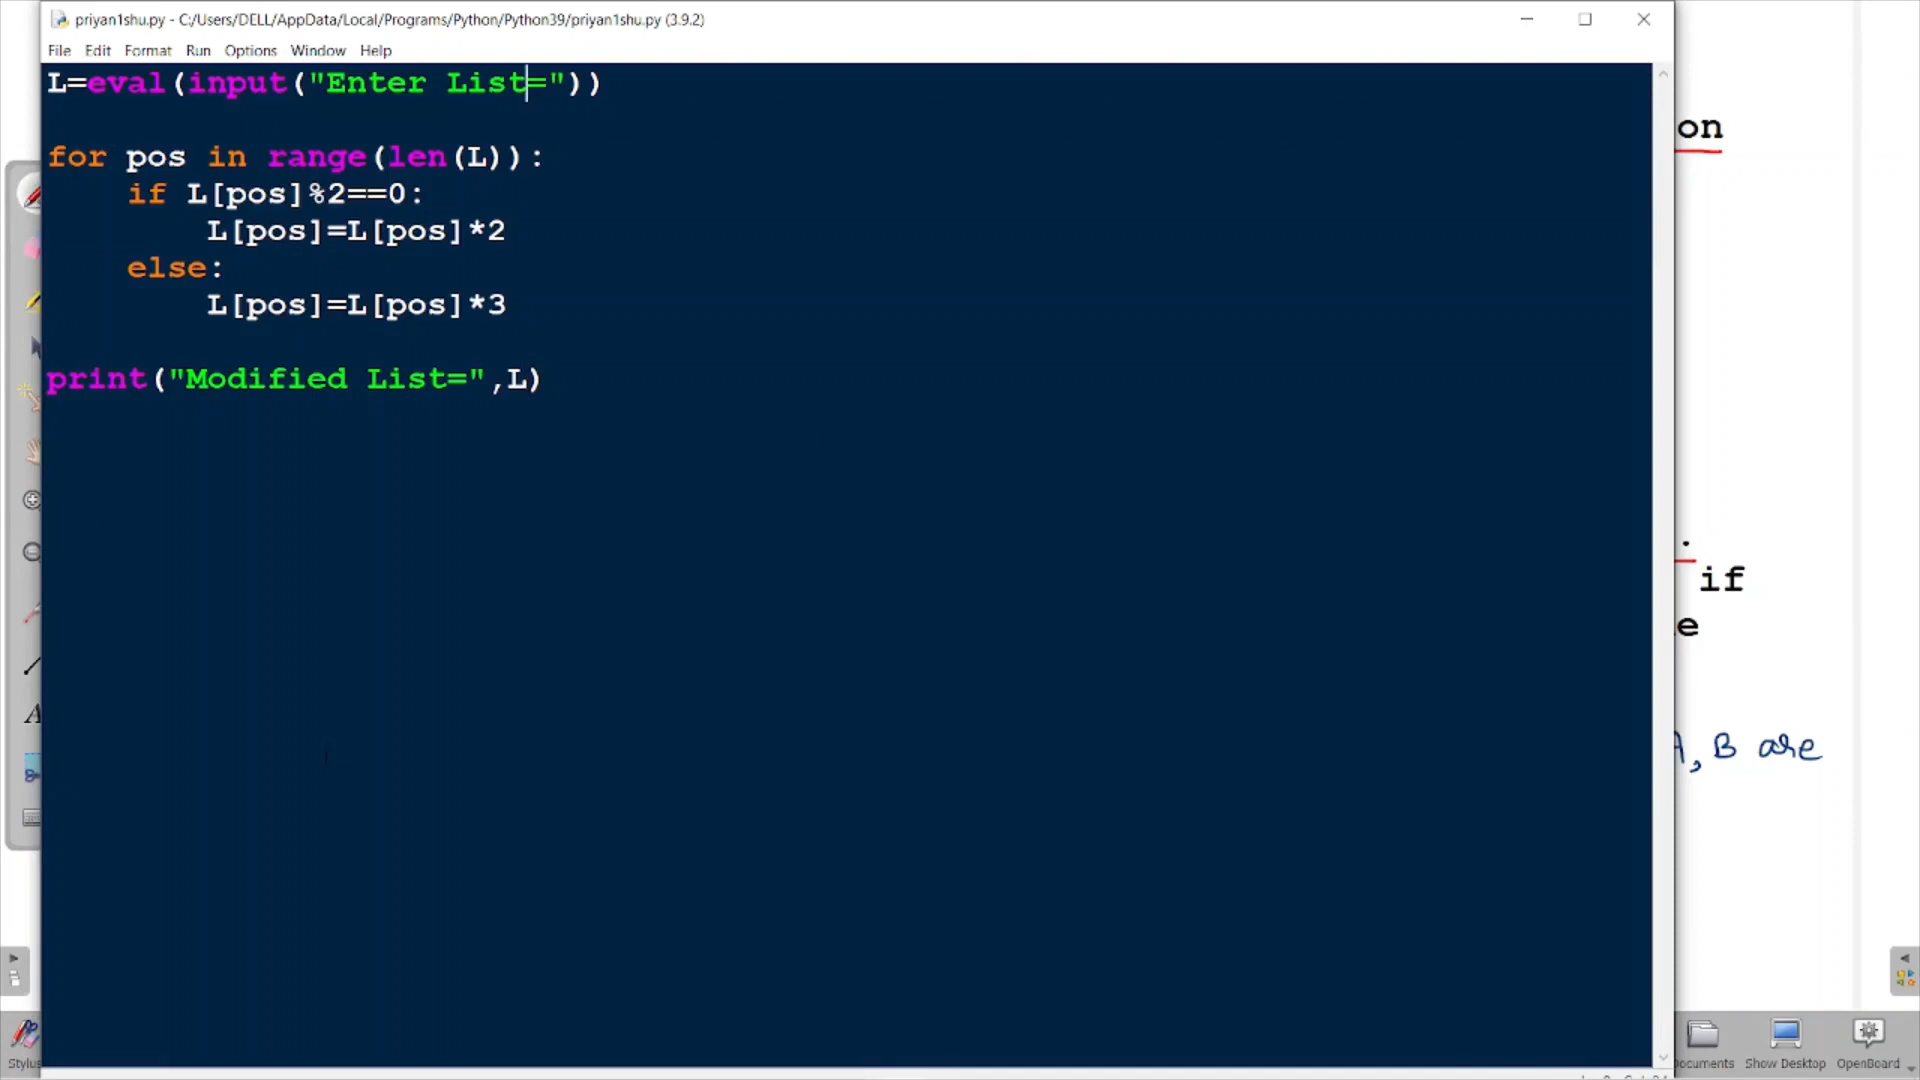 priyan1shu.py - C:/Users/DELL/AppData/Local/Programs/Python/Python39/priyan1shu.py (3.9.2)
File Edit Format Run Options Window Help
L=eval(input("Enter List="))
for pos in range(len(L)):
    if L[pos]%2==0:
        L[pos]=L[pos]*2
    else:
        L[pos]=L[pos]*3
print("Modified List=",L)
on
.
if
e
A, B are
Stylus
Documents Show Desktop OpenBoard